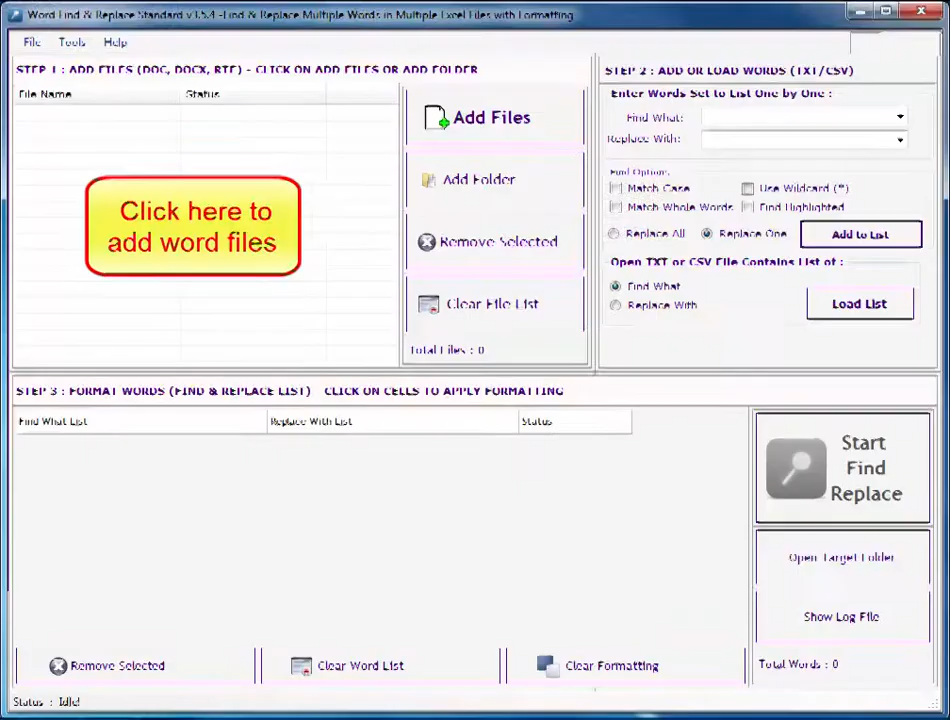 Word Find & Replace Standard v3.5.4 -Find & Replace Multiple Words in Multiple Excel Files with Formatting
File Tools Help
STEP 1 : ADD FILES (DOC, DOCX, RTF) - CLICK ON ADD FILES OR ADD FOLDER
File Name Status
Click here to
add word files
Add Files
Add Folder
Remove Selected
Clear File List
Total Files : 0
STEP 2 : ADD OR LOAD WORDS (TXT/CSV)
Enter Words Set to List One by One :
Find What:
Replace With:
Find Options
Match Case Use Wildcard (*)
Match Whole Words Find Highlighted
Replace All Replace One Add to List
Open TXT or CSV File Contains List of :
Find What
Replace With
Load List
STEP 3 : FORMAT WORDS (FIND & REPLACE LIST) CLICK ON CELLS TO APPLY FORMATTING
Find What List Replace With List Status
Start
Find
Replace
Open Target Folder
Show Log File
Total Words : 0
Remove Selected Clear Word List Clear Formatting
Status : Idle!